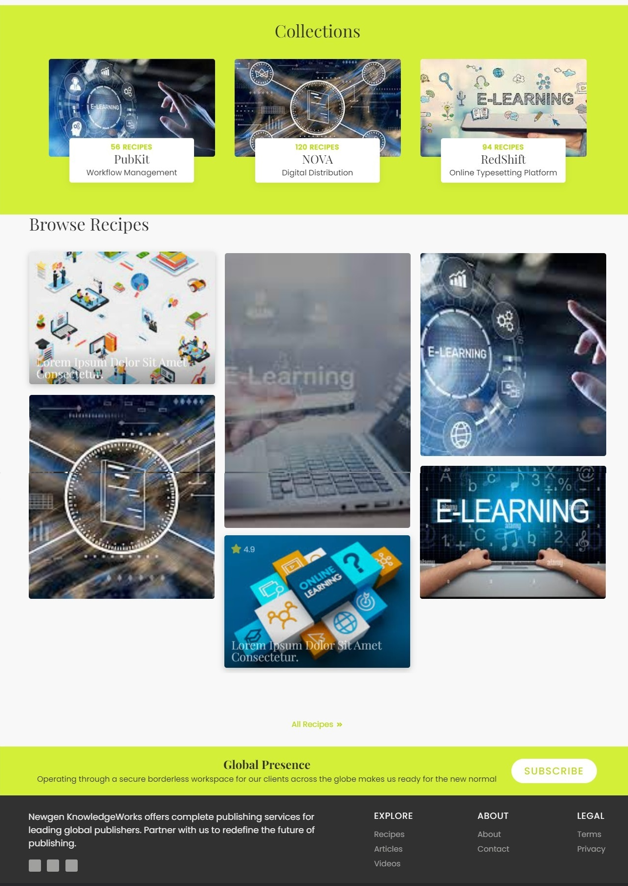 Collections
E-LEARNING
E-LEARNING
56 RECIPES
PubKit
Workflow Management
120 RECIPES
NOVA
Digital Distribution
94 RECIPES
RedShift
Online Typesetting Platform
Browse Recipes
Lorem Ipsum Dolor Sit Amet
Consectetur.
E-Learning
E-LEARNING
E-LEARNING
4.9
ONLINE
LEARNING
Lorem Ipsum Dolor Sit Amet
Consectetur.
All Recipes »
Global Presence
Operating through a secure borderless workspace for our clients across the globe makes us ready for the new normal
SUBSCRIBE
Newgen KnowledgeWorks offers complete publishing services for
leading global publishers. Partner with us to redefine the future of
publishing.
EXPLORE
Recipes
Articles
Videos
ABOUT
About
Contact
LEGAL
Terms
Privacy